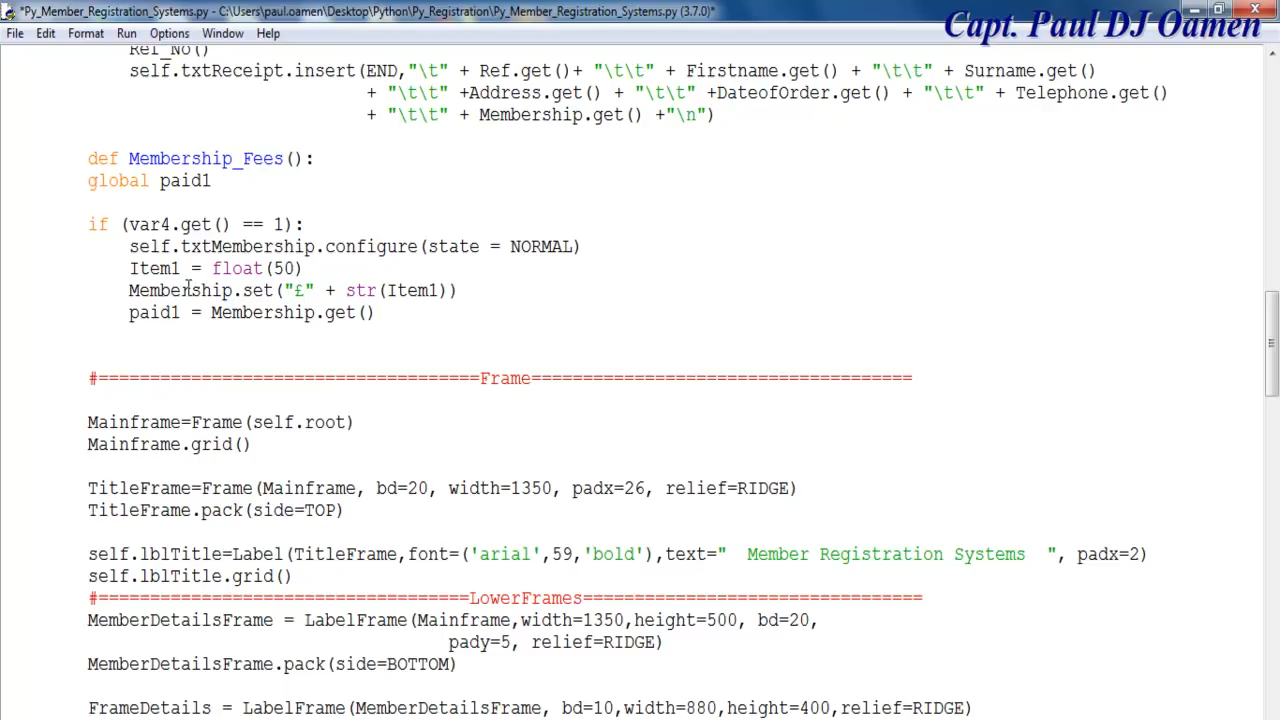 *Py_Member_Registration_Systems.py - C:\Users\paul.oamen\Desktop\Python\Py_Registration\Py_Member_Registration_Systems.py (3.7.0)*
Capt. Paul DJ Oamen
File Edit Format Run Options Window Help
Ref_No()
self.txtReceipt.insert(END,"\t" + Ref.get()+ "\t\t" + Firstname.get() + "\t\t" + Surname.get()
+ "\t\t" +Address.get() + "\t\t" +DateofOrder.get() + "\t\t" + Telephone.get()
+ "\t\t" + Membership.get() +"\n")
def Membership_Fees():
global paid1
if (var4.get() == 1):
self.txtMembership.configure(state = NORMAL)
Item1 = float(50)
Membership.set("£" + str(Item1))
paid1 = Membership.get()
#=====================================Frame=====================================
Mainframe=Frame(self.root)
Mainframe.grid()
TitleFrame=Frame(Mainframe, bd=20, width=1350, padx=26, relief=RIDGE)
TitleFrame.pack(side=TOP)
self.lblTitle=Label(TitleFrame,font=('arial',59,'bold'),text="  Member Registration Systems  ", padx=2)
self.lblTitle.grid()
#====================================LowerFrames=================================
MemberDetailsFrame = LabelFrame(Mainframe,width=1350,height=500, bd=20,
pady=5, relief=RIDGE)
MemberDetailsFrame.pack(side=BOTTOM)
FrameDetails = LabelFrame(MemberDetailsFrame, bd=10,width=880,height=400,relief=RIDGE)